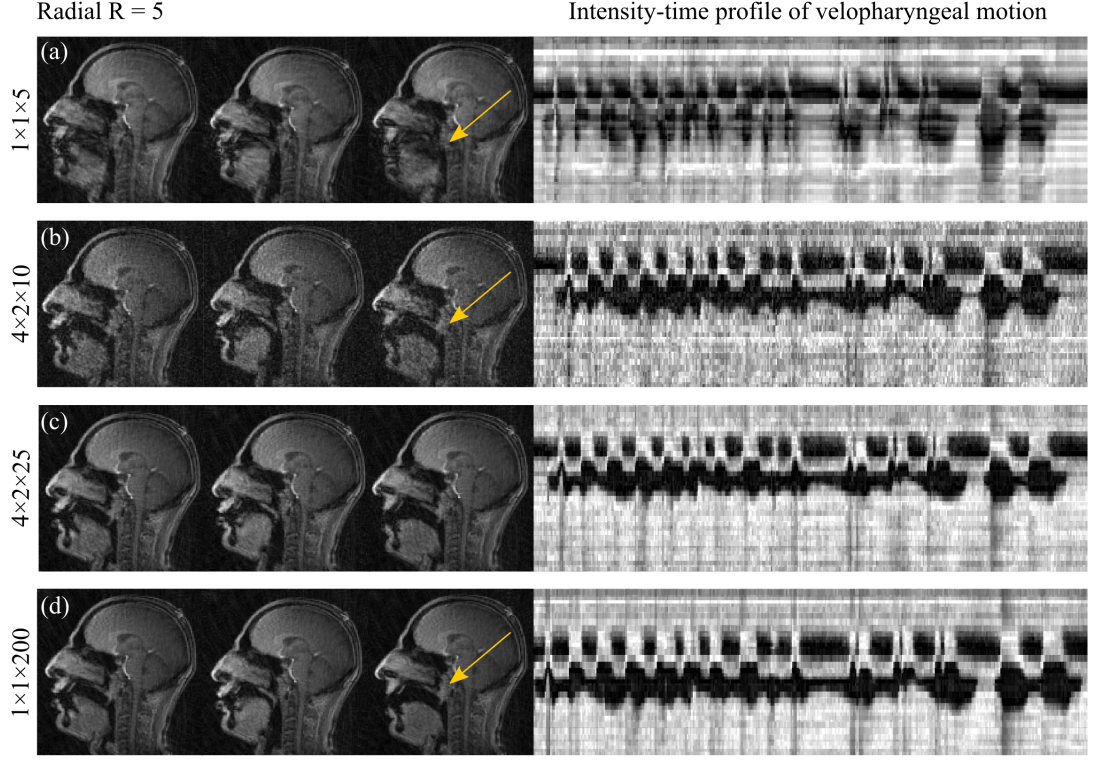 Radial R = 5
Intensity-time profile of velopharyngeal motion
1×1×5
(a)
4×2×10
(b)
4×2×25
(c)
1×1×200
(d)